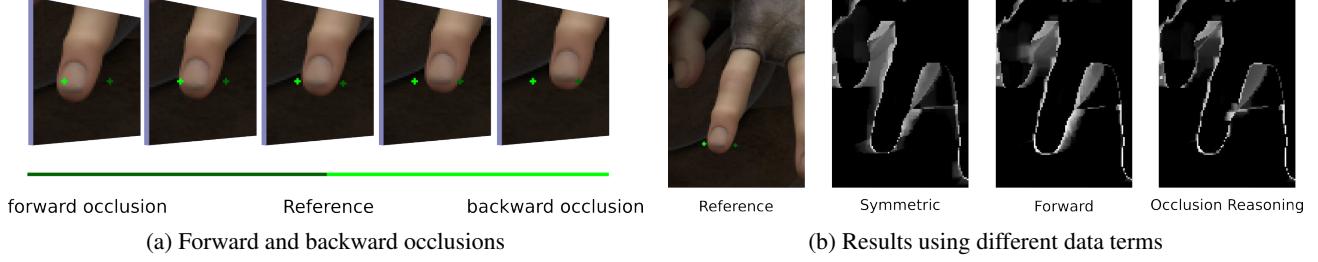 forward occlusion Reference backward occlusion
(a) Forward and backward occlusions
Reference Symmetric Forward Occlusion Reasoning
(b) Results using different data terms